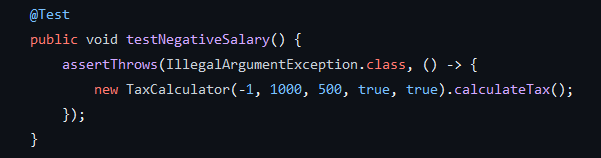 @Test
public void testNegativeSalary() {
    assertThrows(IllegalArgumentException.class, () -> {
        new TaxCalculator(-1, 1000, 500, true, true).calculateTax();
    });
}